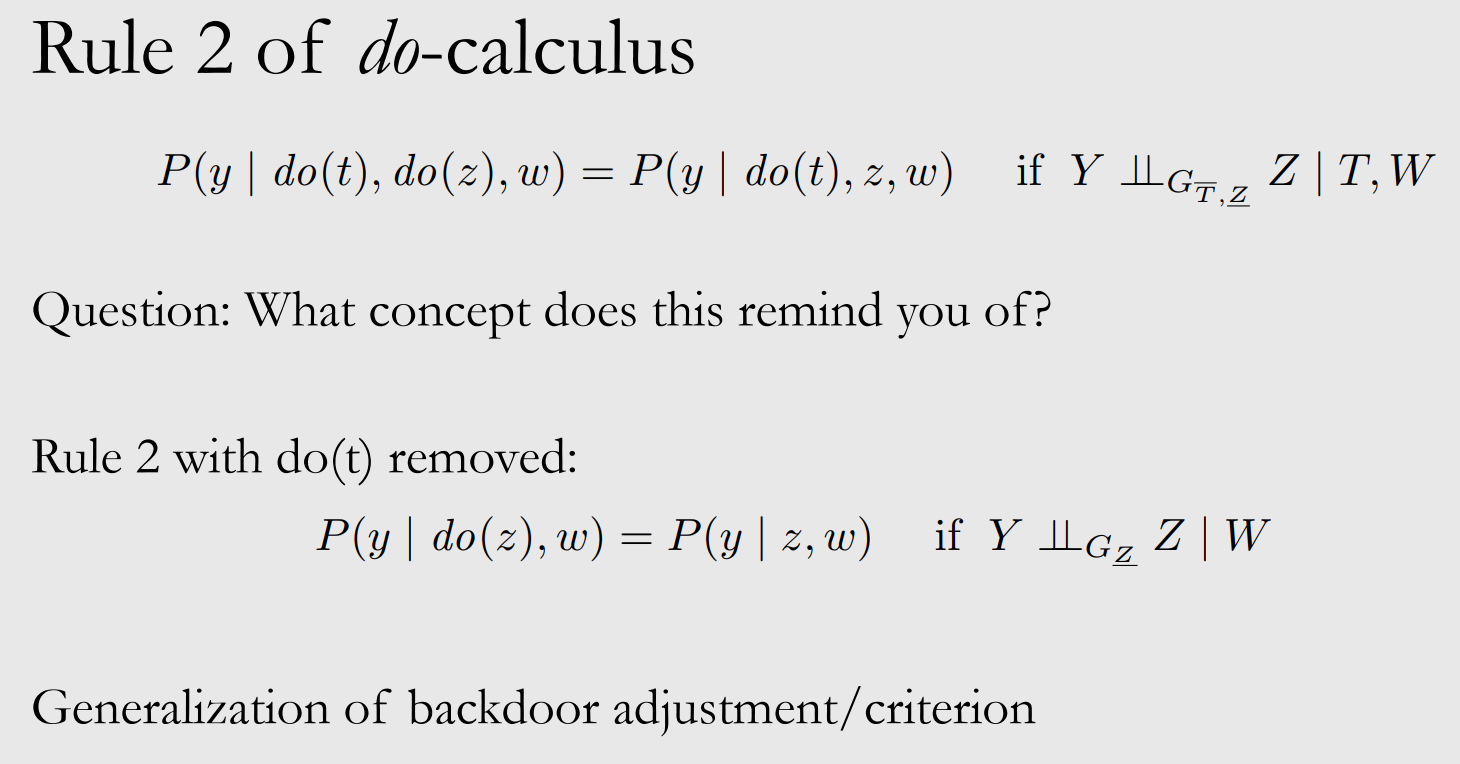 Rule 2 of do-calculus
P(y | do(t), do(z), w) = P(y | do(t), z, w) if Y ⫫_{G_{\overline{T}, \underline{Z}}} Z | T, W
Question: What concept does this remind you of?
Rule 2 with do(t) removed:
P(y | do(z), w) = P(y | z, w) if Y ⫫_{G_{\underline{Z}}} Z | W
Generalization of backdoor adjustment/criterion